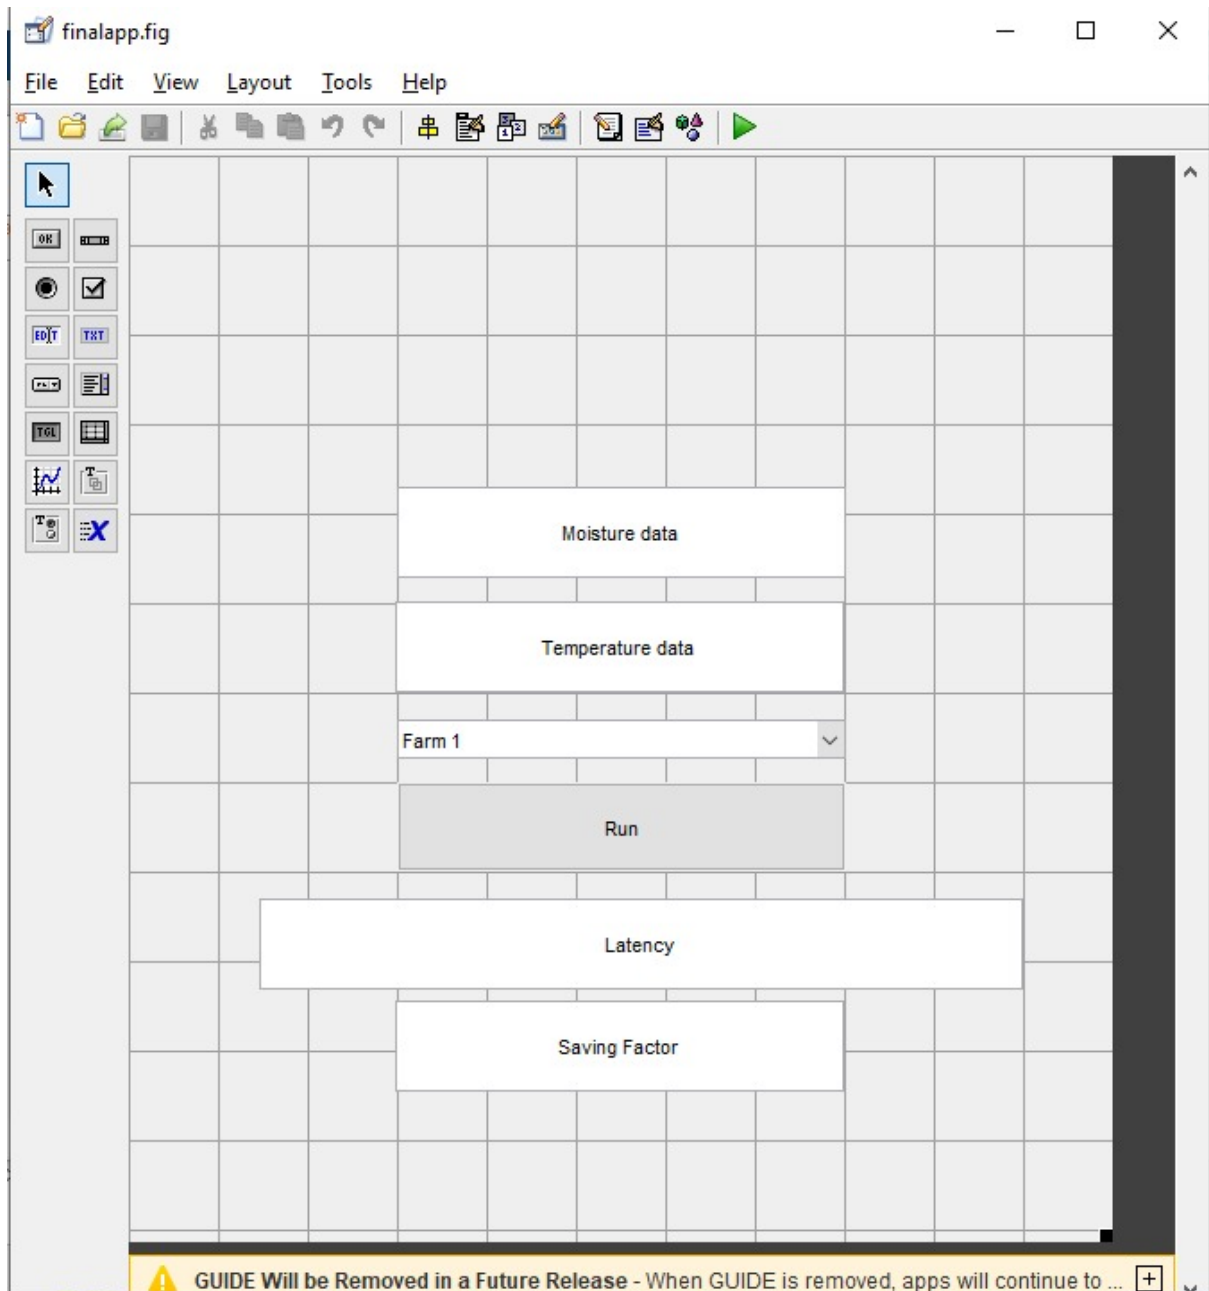 finalapp.fig
File Edit View Layout Tools Help
OK
EDIT TXT
TGL
Moisture data
Temperature data
Farm 1
Run
Latency
Saving Factor
GUIDE Will be Removed in a Future Release - When GUIDE is removed, apps will continue to ...